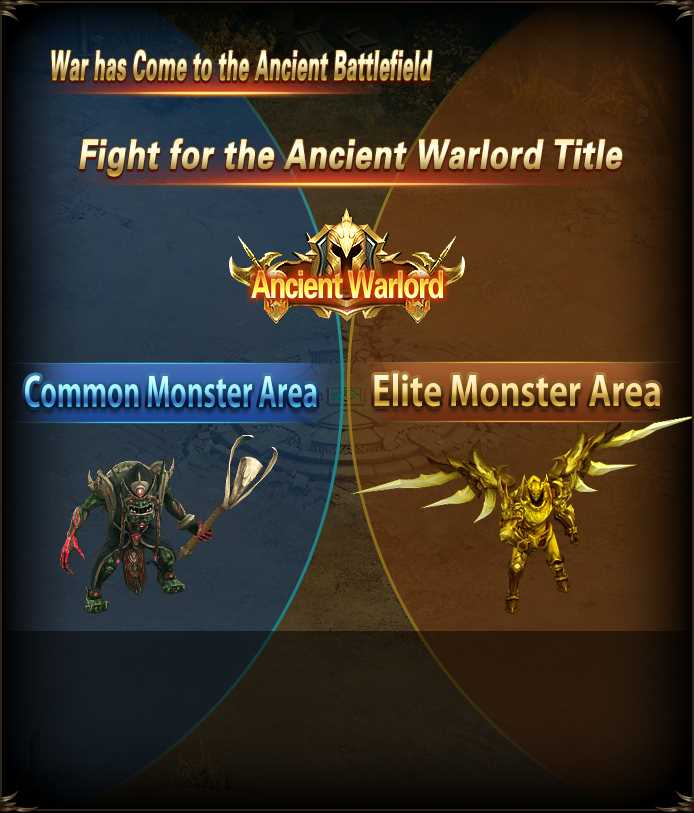 War has Come to the Ancient Battlefield
Fight for the Ancient Warlord Title
Ancient Warlord
Common Monster Area
Elite Monster Area